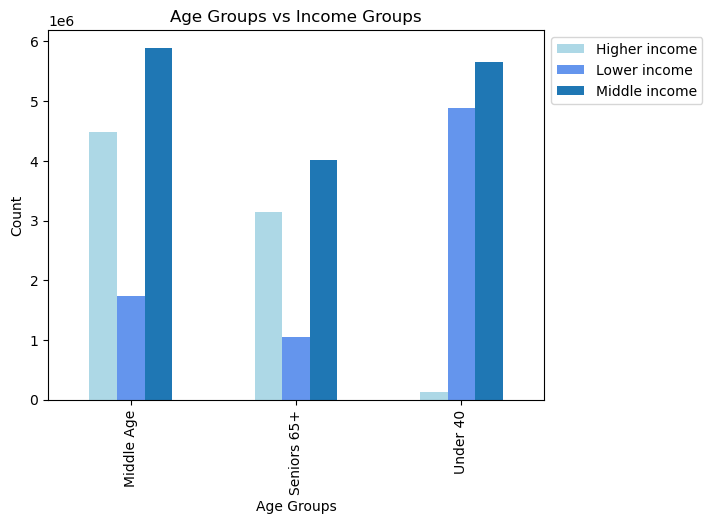 Age Groups vs Income Groups
1e6
6
5
4
3
2
1
0
Count
Middle Age
Seniors 65+
Under 40
Age Groups
Higher income
Lower income
Middle income